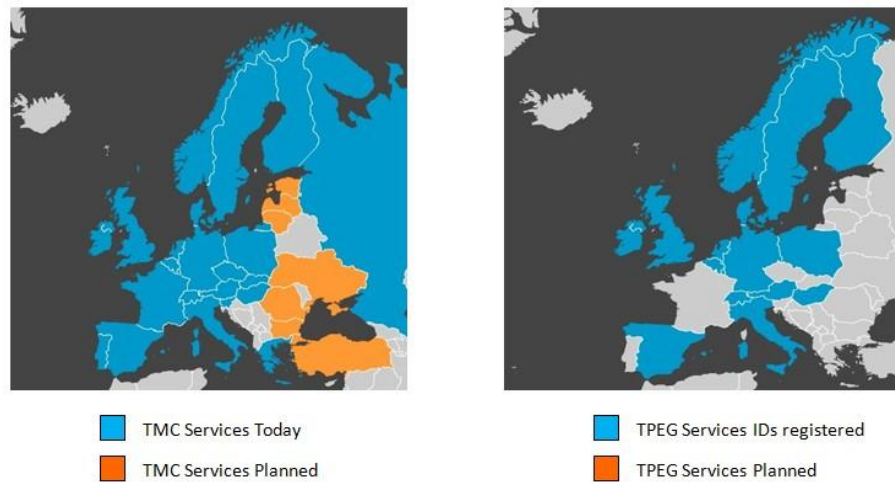 TMC Services Today
TMC Services Planned
TPEG Services IDs registered
TPEG Services Planned